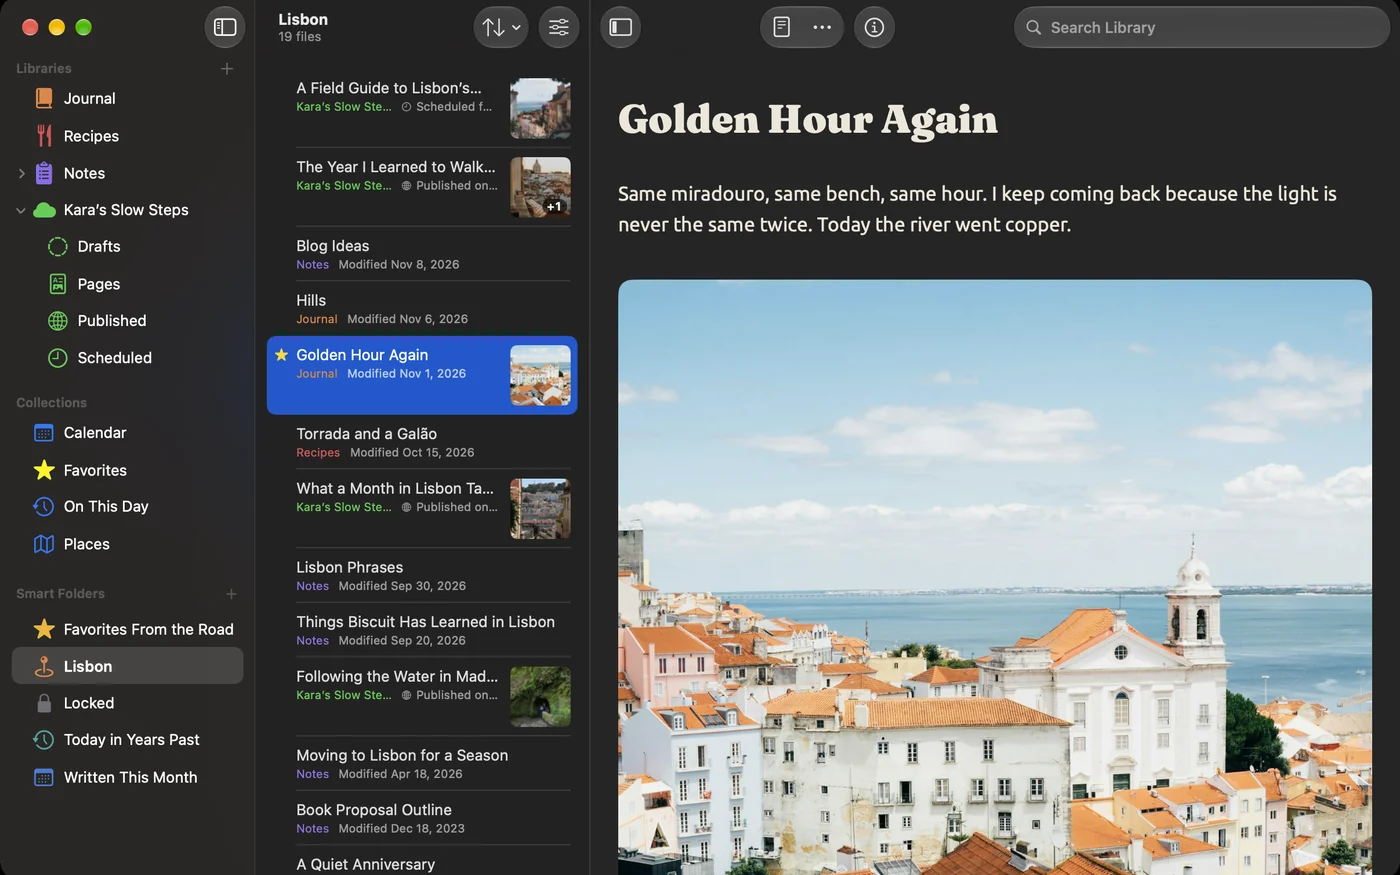 Libraries
Journal
Recipes
Notes
Kara’s Slow Steps
Drafts
Pages
Published
Scheduled
Collections
Calendar
Favorites
On This Day
Places
Smart Folders
Favorites From the Road
Lisbon
Locked
Today in Years Past
Written This Month
Lisbon
19 files
A Field Guide to Lisbon’s...
Kara’s Slow Ste... Scheduled f...
The Year I Learned to Walk...
Kara’s Slow Ste... Published on...
+1
Blog Ideas
Notes Modified Nov 8, 2026
Hills
Journal Modified Nov 6, 2026
Golden Hour Again
Journal Modified Nov 1, 2026
Torrada and a Galão
Recipes Modified Oct 15, 2026
What a Month in Lisbon Ta...
Kara’s Slow Ste... Published on...
Lisbon Phrases
Notes Modified Sep 30, 2026
Things Biscuit Has Learned in Lisbon
Notes Modified Sep 20, 2026
Following the Water in Mad...
Kara’s Slow Ste... Published on...
Moving to Lisbon for a Season
Notes Modified Apr 18, 2026
Book Proposal Outline
Notes Modified Dec 18, 2023
A Quiet Anniversary
Search Library
Golden Hour Again
Same miradouro, same bench, same hour. I keep coming back because the light is
never the same twice. Today the river went copper.